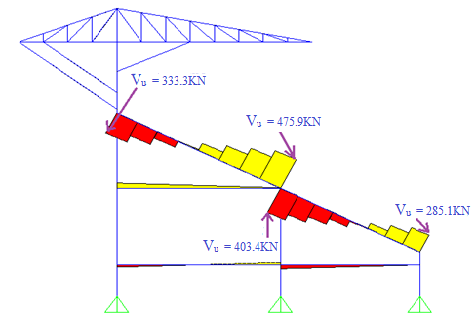 Vu = 333.3KN
Vu = 475.9KN
Vu = 285.1KN
Vu = 403.4KN